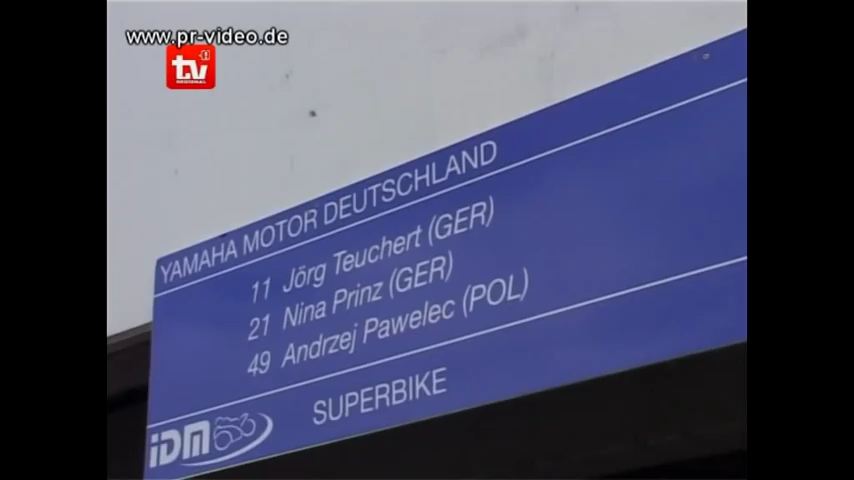 www.pr-video.de
tv
REGIONAL
YAMAHA MOTOR DEUTSCHLAND
11 Jörg Teuchert (GER)
21 Nina Prinz (GER)
49 Andrzej Pawelec (POL)
iDM
SUPERBIKE